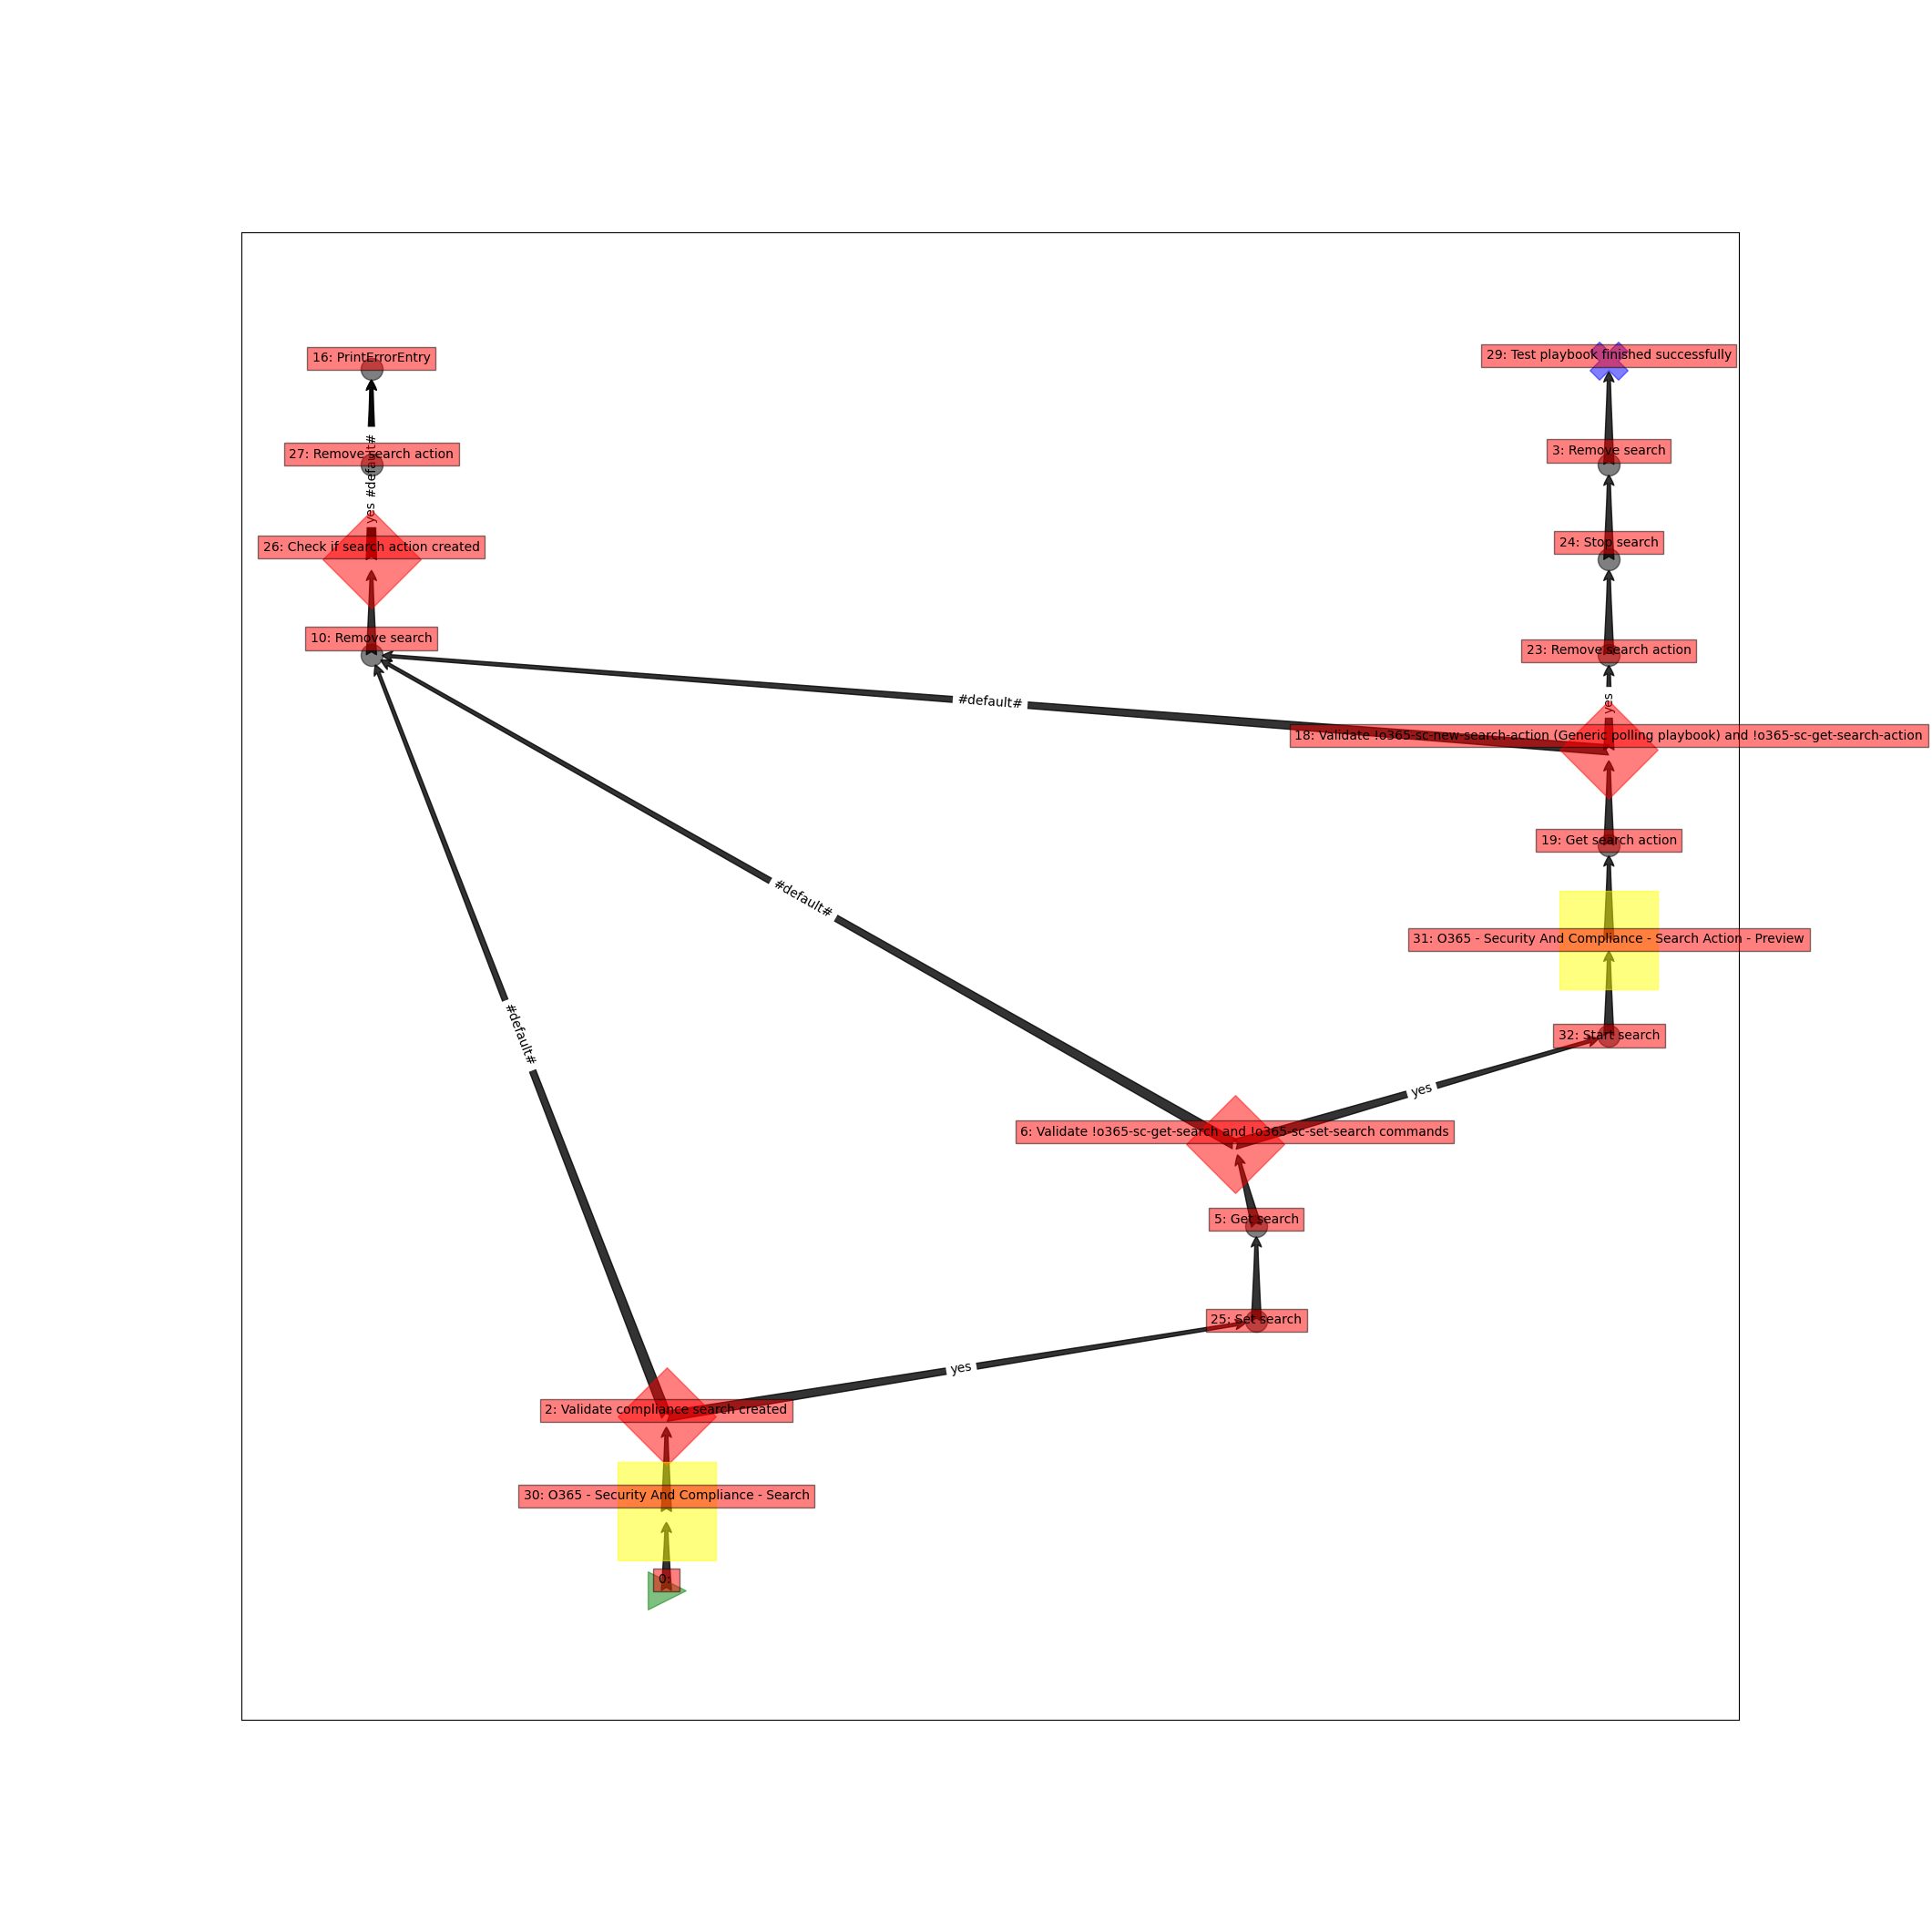 16: PrintErrorEntry
29: Test playbook finished successfully
#default#
27: Remove search action
3: Remove search
yes
26: Check if search action created
24: Stop search
10: Remove search
23: Remove search action
#default#
yes
18: Validate !o365-sc-new-search-action (Generic polling playbook) and !o365-sc-get-search-action
19: Get search action
#default#
31: O365 - Security And Compliance - Search Action - Preview
#default#
32: Start search
yes
6: Validate !o365-sc-get-search and !o365-sc-set-search commands
5: Get search
25: Set search
yes
2: Validate compliance search created
30: O365 - Security And Compliance - Search
0: